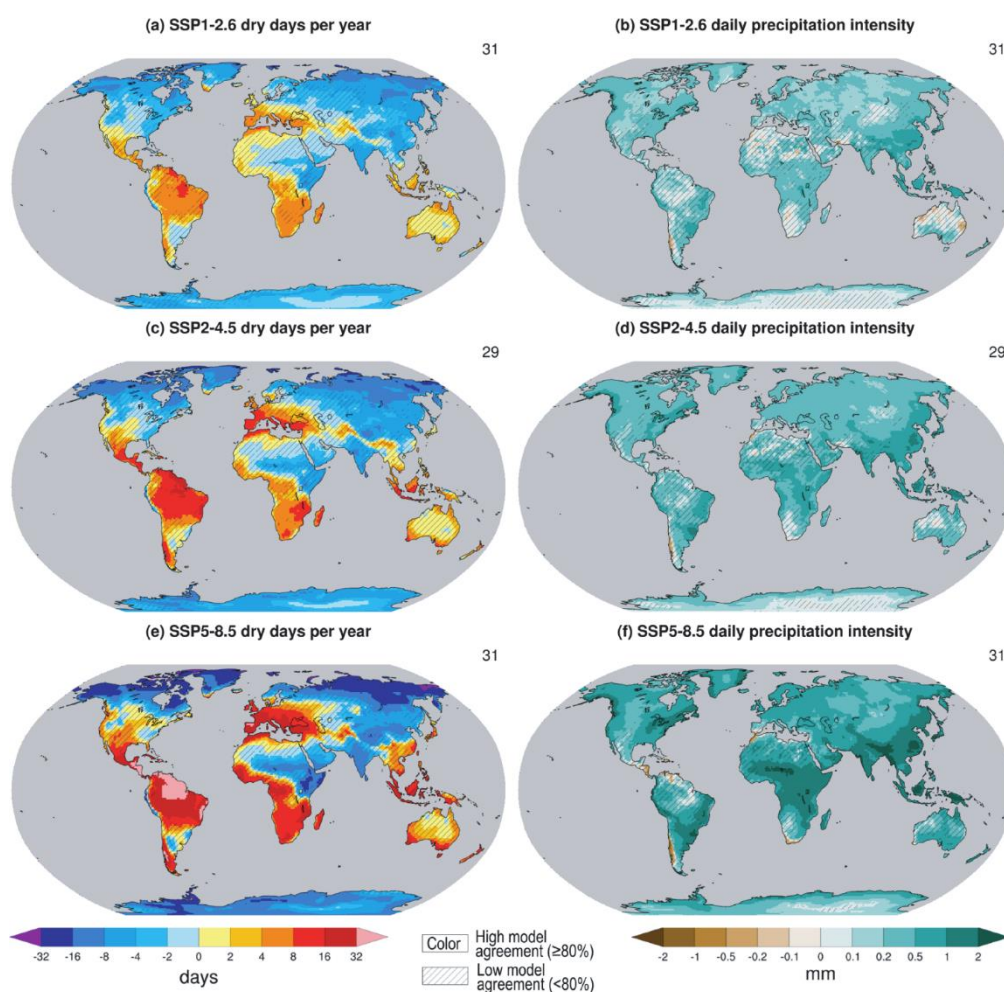 (a) SSP1-2.6 dry days per year
(b) SSP1-2.6 daily precipitation intensity
31
31
(c) SSP2-4.5 dry days per year
(d) SSP2-4.5 daily precipitation intensity
29
29
(e) SSP5-8.5 dry days per year
(f) SSP5-8.5 daily precipitation intensity
31
31
-32 -16 -8 -4 -2 0 2 4 8 16 32
days
Color
High model
agreement (≥80%)
Low model
agreement (<80%)
-2 -1 -0.5 -0.2 -0.1 0 0.1 0.2 0.5 1 2
mm